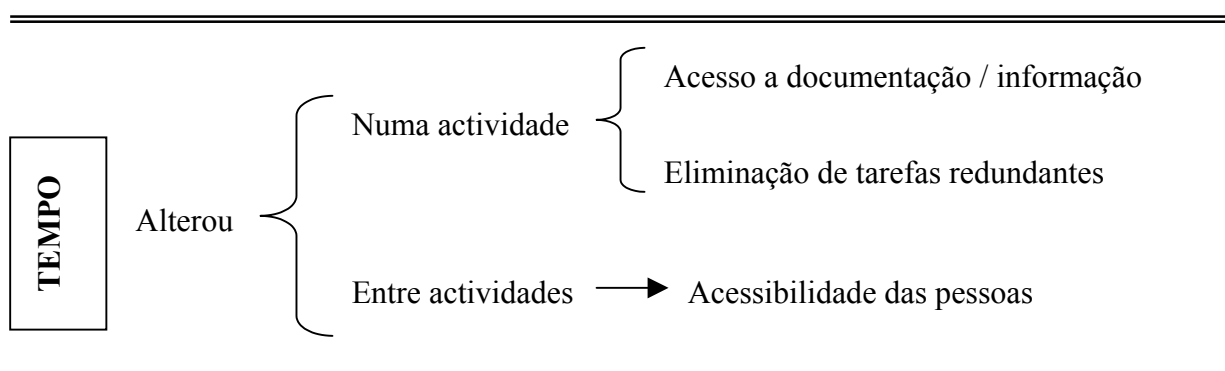 TEMPO
Alterou
Numa actividade
Acesso a documentação / informação
Eliminação de tarefas redundantes
Entre actividades
Acessibilidade das pessoas